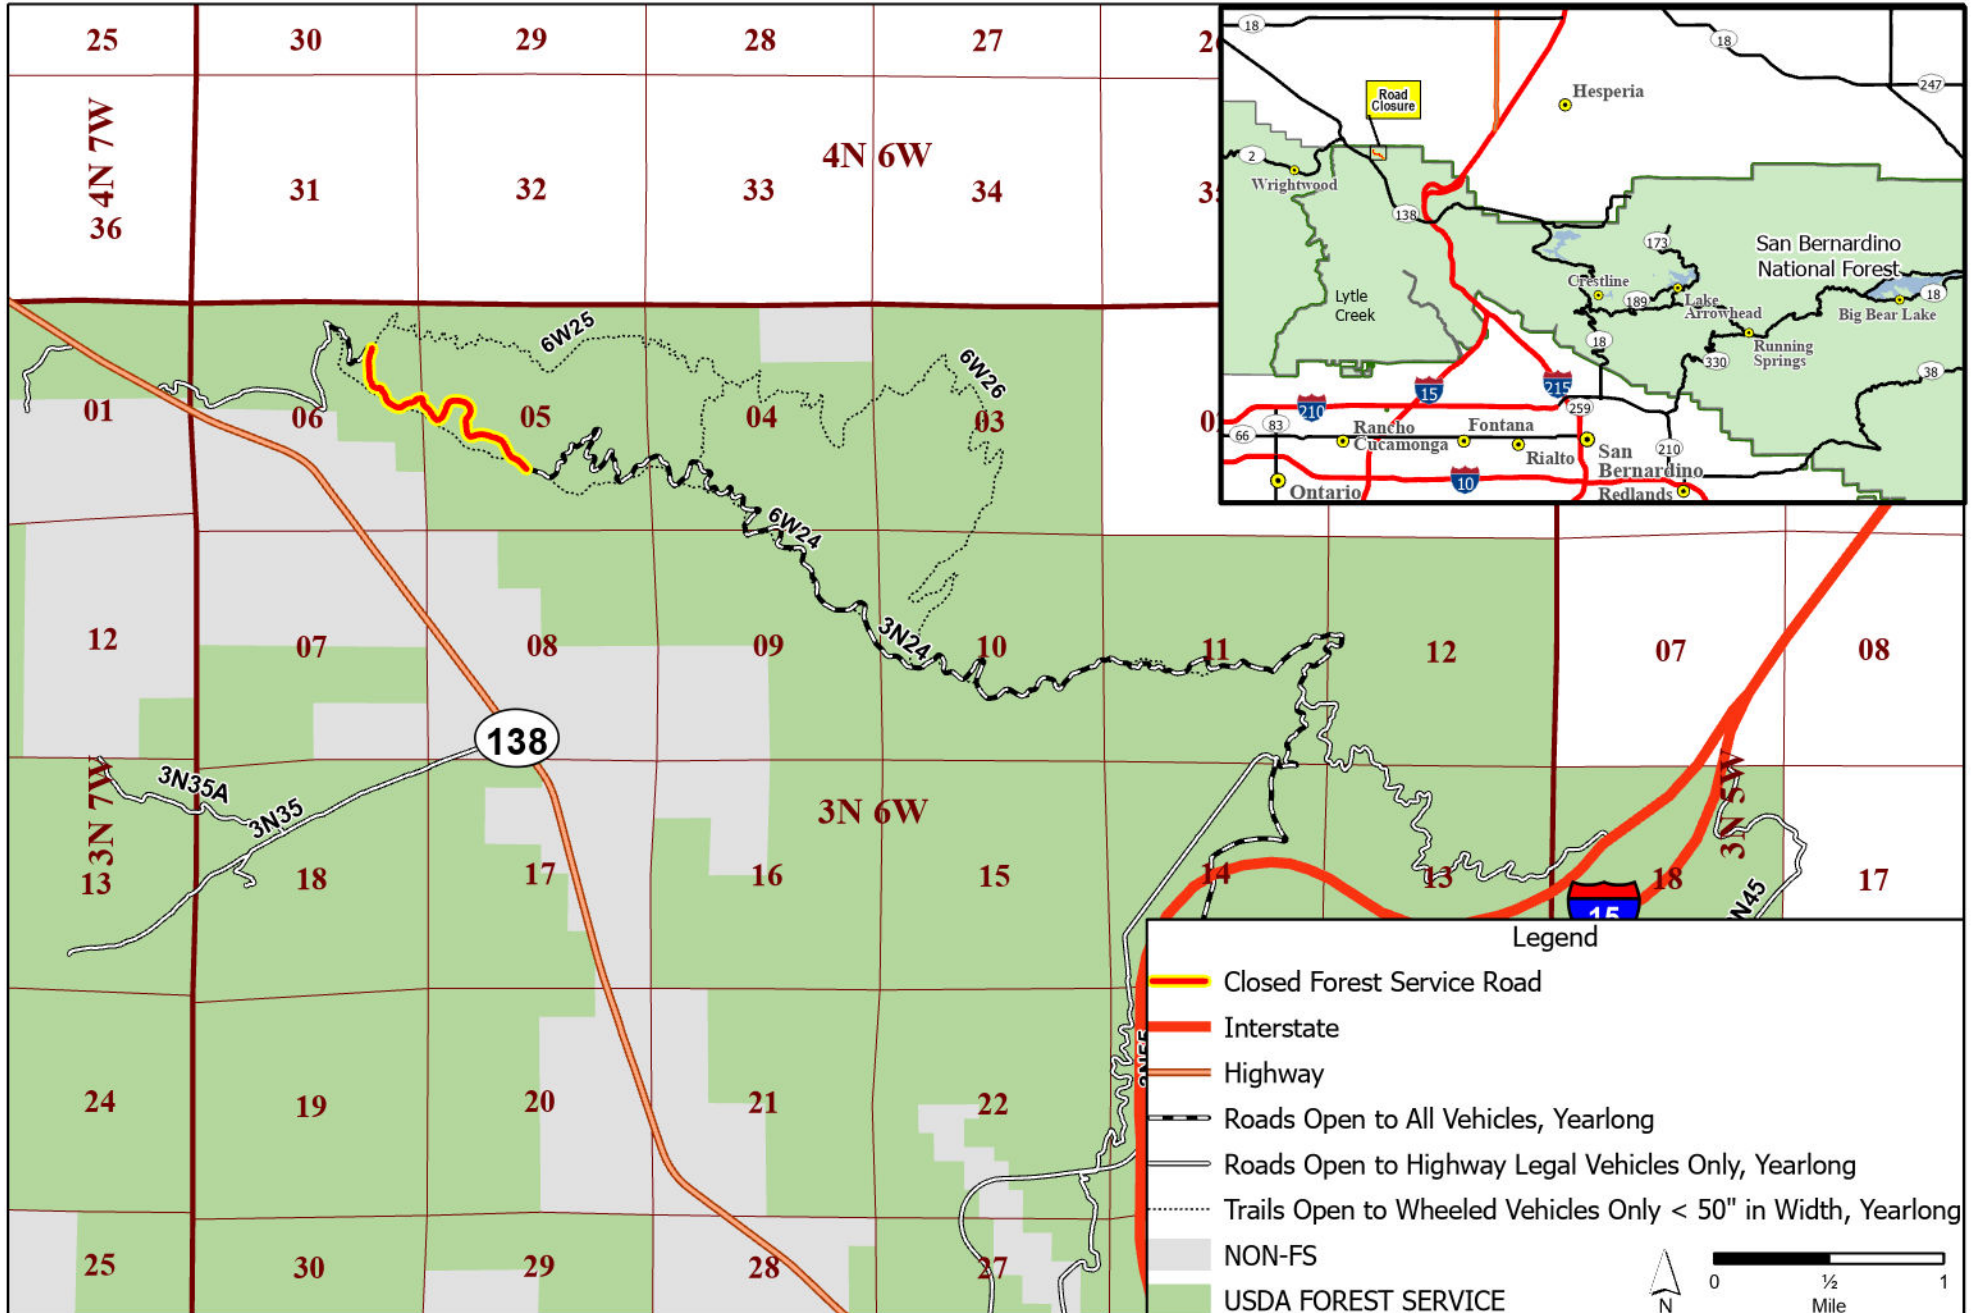 25
30
29
28
27
4N 7W
36
31
32
33
34
4N 6W
6W25
6W26
01
06
05
04
03
6W24
3N24
12
07
08
09
10
11
12
07
08
138
3N 7W
3N35A
3N35
3N 6W
3N 5W
13
18
17
16
15
14
13
18
17
15
24
19
20
21
22
25
30
29
28
27
18
18
247
Road
Closure
Hesperia
2
Wrightwood
138
San Bernardino
National Forest
173
Crestline
189
Lake
Arrowhead
18
Big Bear Lake
Lytle
Creek
18
Running
Springs
330
38
15
215
210
259
66
83
Rancho
Cucamonga
Fontana
Rialto
San
Bernardino
210
10
Ontario
Redlands
Legend
Closed Forest Service Road
Interstate
Highway
Roads Open to All Vehicles, Yearlong
Roads Open to Highway Legal Vehicles Only, Yearlong
Trails Open to Wheeled Vehicles Only < 50" in Width, Yearlong
NON-FS
USDA FOREST SERVICE
N
0
½
1
Mile